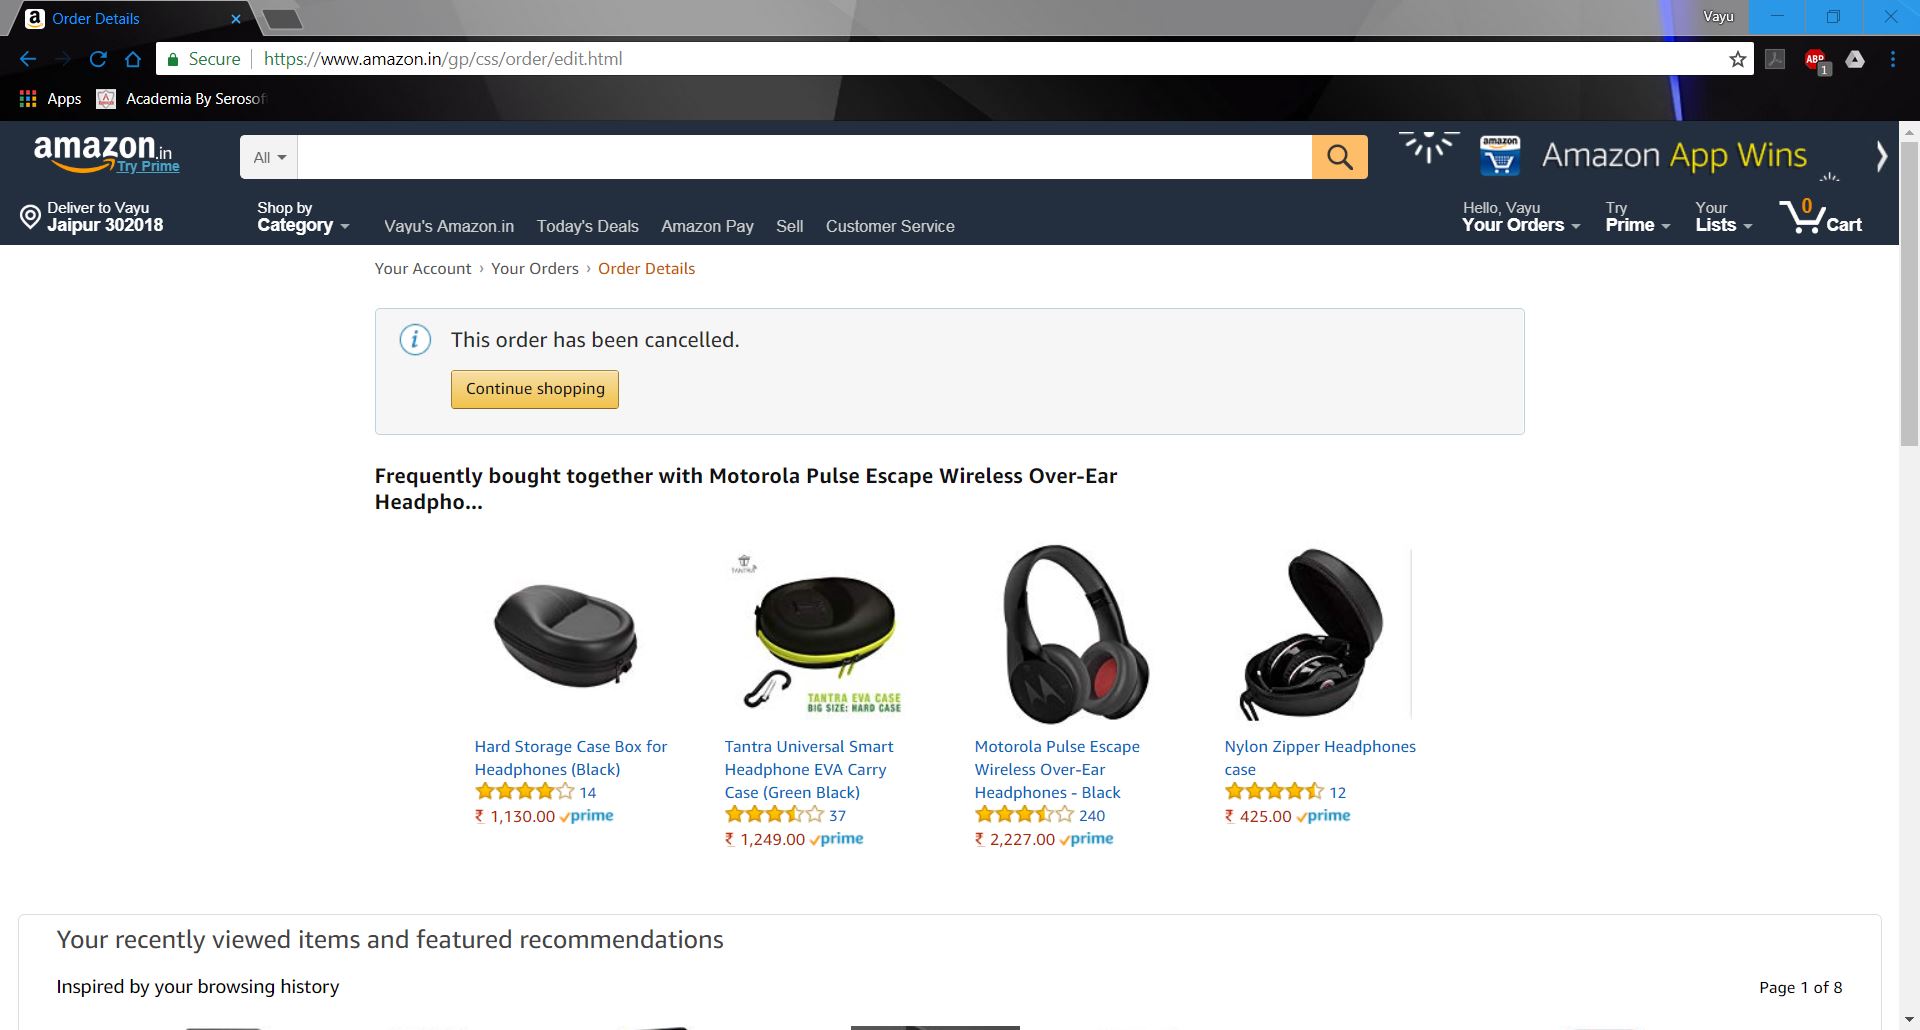 Order Details
Vayu
Secure
https://www.amazon.in/gp/css/order/edit.html
ABP
1
Apps
Academia By Serosof
amazon.in
Try Prime
All
amazon
Amazon App Wins
Deliver to Vayu
Jaipur 302018
Shop by
Category
Vayu's Amazon.in
Today's Deals
Amazon Pay
Sell
Customer Service
Hello, Vayu
Your Orders
Try
Prime
Your
Lists
0
Cart
Your Account › Your Orders › Order Details
This order has been cancelled.
Continue shopping
Frequently bought together with Motorola Pulse Escape Wireless Over-Ear
Headpho...
TANTRA
TANTRA EVA CASE
BIG SIZE: HARD CASE
Hard Storage Case Box for
Headphones (Black)
14
₹ 1,130.00 prime
Tantra Universal Smart
Headphone EVA Carry
Case (Green Black)
37
₹ 1,249.00 prime
Motorola Pulse Escape
Wireless Over-Ear
Headphones - Black
240
₹ 2,227.00 prime
Nylon Zipper Headphones
case
12
₹ 425.00 prime
Your recently viewed items and featured recommendations
Inspired by your browsing history
Page 1 of 8